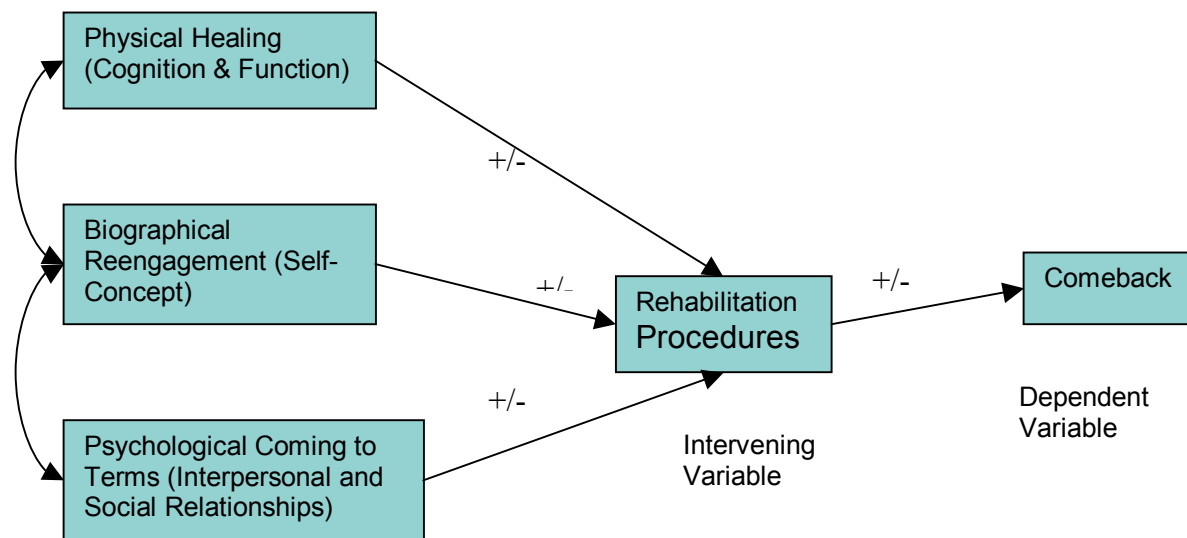 Physical Healing
(Cognition & Function)
+/-
Biographical
Reengagement (Self-
Concept)
+/-
Rehabilitation
Procedures
+/-
Comeback
+/-
Psychological Coming to
Terms (Interpersonal and
Social Relationships)
Intervening
Variable
Dependent
Variable